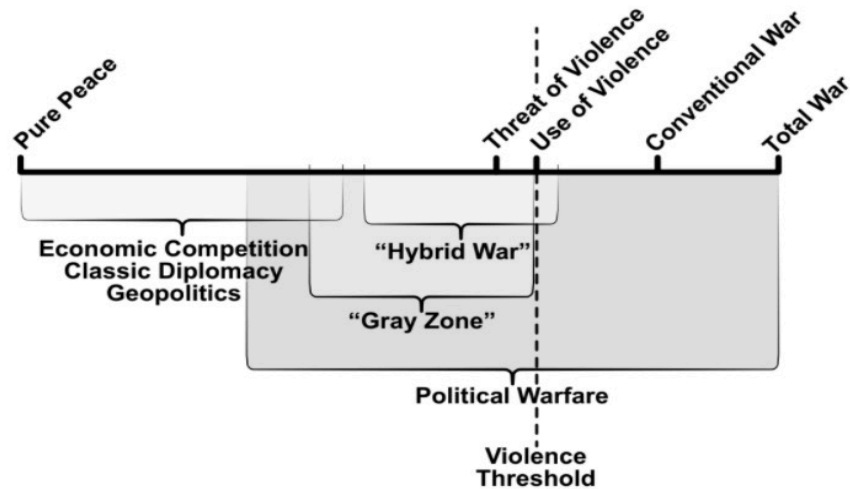 Pure Peace
Threat of Violence
Use of Violence
Conventional War
Total War
Economic Competition
Classic Diplomacy
Geopolitics
“Hybrid War”
“Gray Zone”
Political Warfare
Violence
Threshold